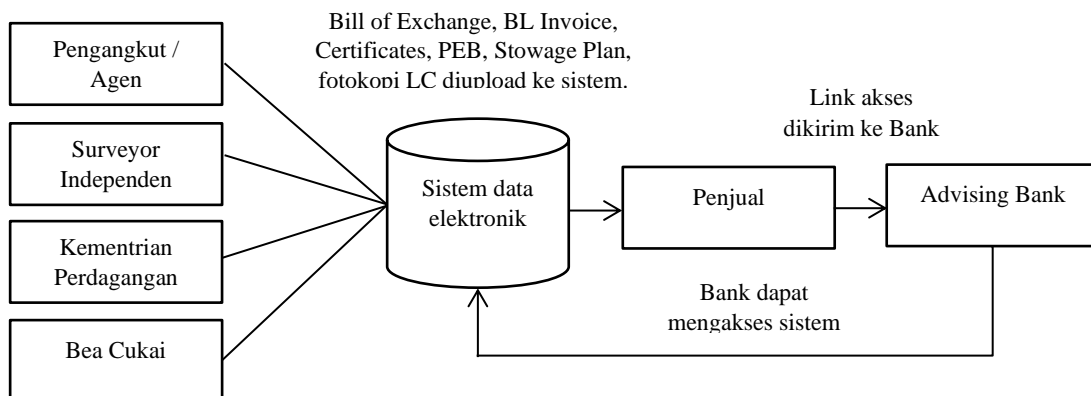 Bill of Exchange, BL Invoice,
Certificates, PEB, Stowage Plan,
fotokopi LC diupload ke sistem.
Pengangkut /
Agen
Surveyor
Independen
Kementrian
Perdagangan
Bea Cukai
Sistem data
elektronik
Penjual
Link akses
dikirim ke Bank
Advising Bank
Bank dapat
mengakses sistem